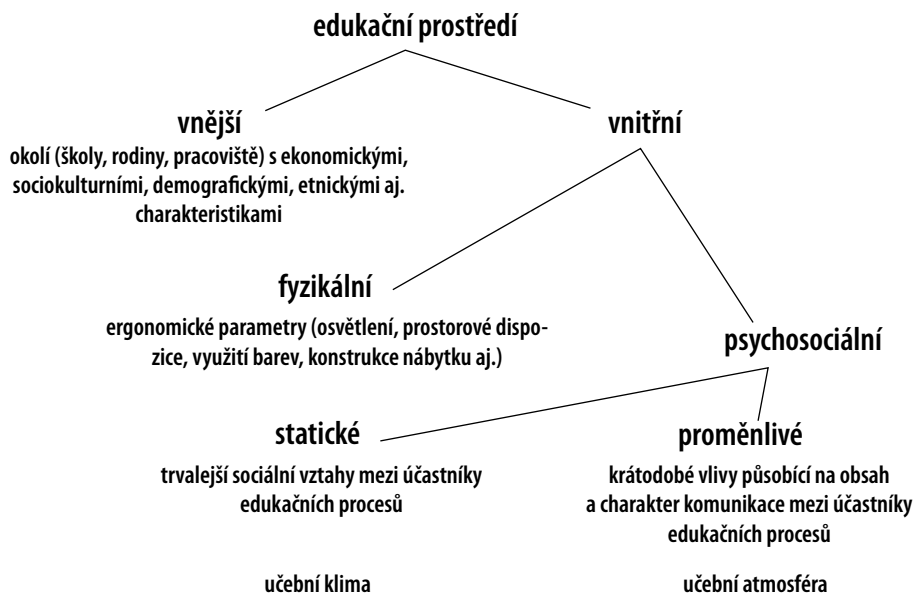 edukační prostředí
vnější
okolí (školy, rodiny, pracoviště) s ekonomickými,
sociokulturními, demografickými, etnickými aj.
charakteristikami
vnitřní
fyzikální
ergonomické parametry (osvětlení, prostorové dispo-
zice, využití barev, konstrukce nábytku aj.)
psychosociální
statické
trvalejší sociální vztahy mezi účastníky
edukačních procesů
učební klima
proměnlivé
krátodobé vlivy působící na obsah
a charakter komunikace mezi účastníky
edukačních procesů
učební atmosféra